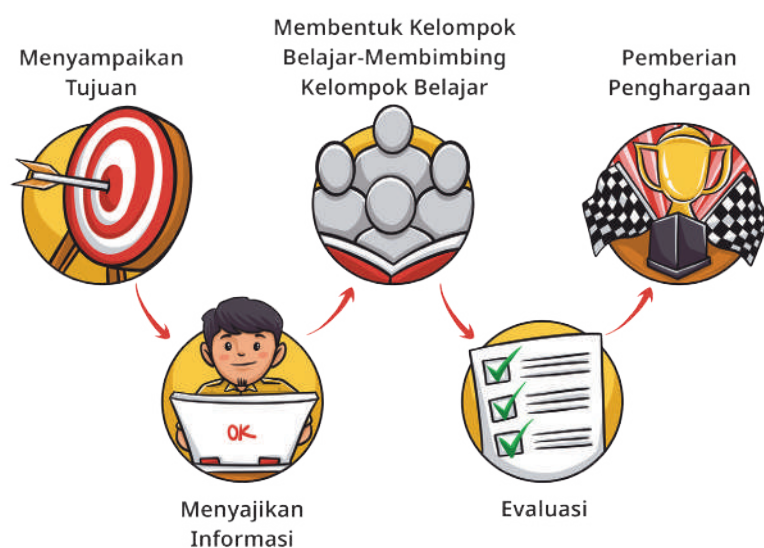 Menyampaikan
Tujuan
OK
Menyajikan
Informasi
Membentuk Kelompok
Belajar-Membimbing
Kelompok Belajar
Evaluasi
Pemberian
Penghargaan